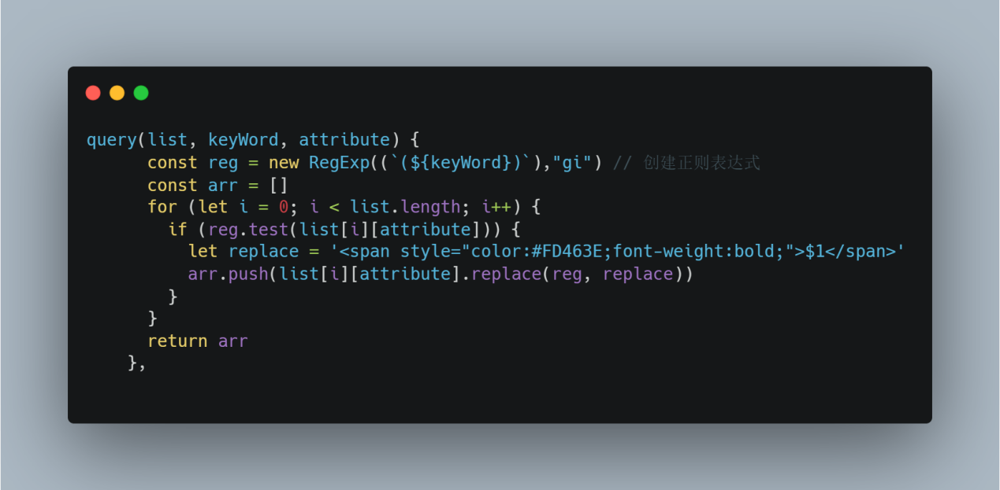 query(list, keyWord, attribute) {
      const reg = new RegExp((`(${keyWord})`),"gi") // 创建正则表达式
      const arr = []
      for (let i = 0; i < list.length; i++) {
        if (reg.test(list[i][attribute])) {
          let replace = '<span style="color:#FD463E;font-weight:bold;">$1</span>'
          arr.push(list[i][attribute].replace(reg, replace))
        }
      }
      return arr
    },